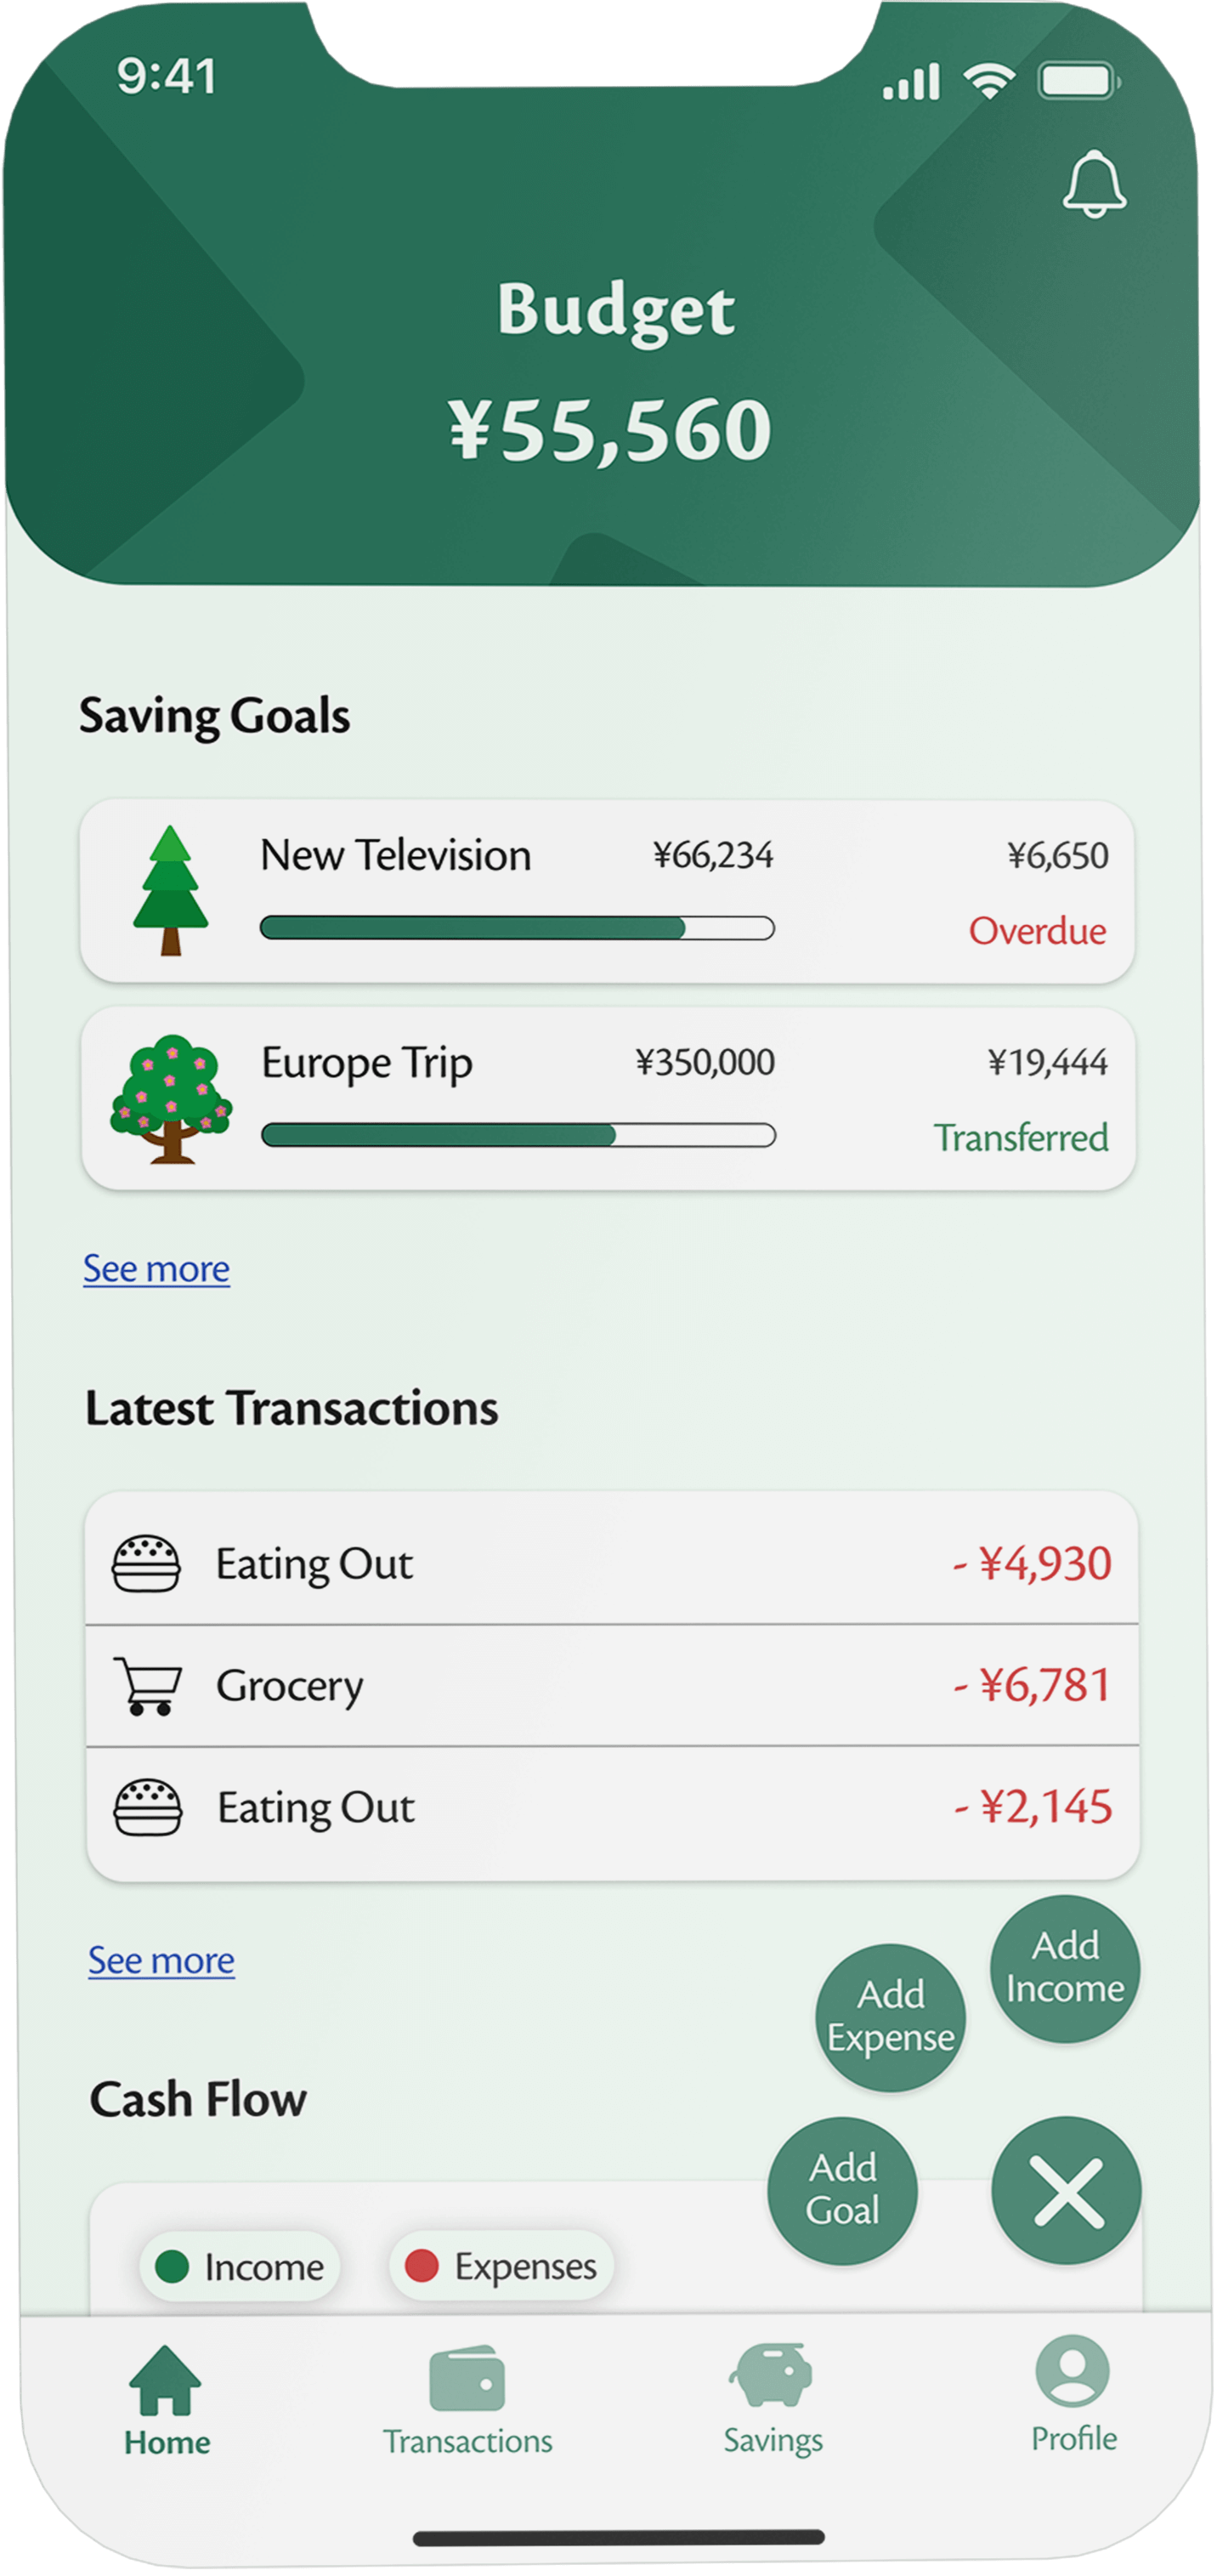 9:41
Budget
¥55,560
Saving Goals
New Television ¥66,234 ¥6,650
Overdue
Europe Trip ¥350,000 ¥19,444
Transferred
See more
Latest Transactions
Eating Out - ¥4,930
Grocery - ¥6,781
Eating Out - ¥2,145
See more
Add
Income
Add
Expense
Cash Flow
Add
Goal
Income Expenses
Home Transactions Savings Profile